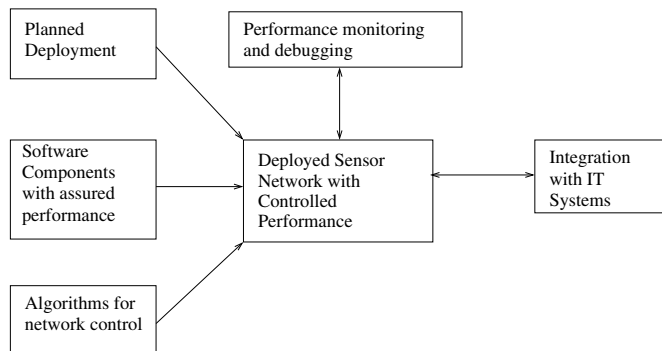 Planned
Deployment
Performance monitoring
and debugging
Software
Components
with assured
performance
Deployed Sensor
Network with
Controlled
Performance
Integration
with IT
Systems
Algorithms for
network control